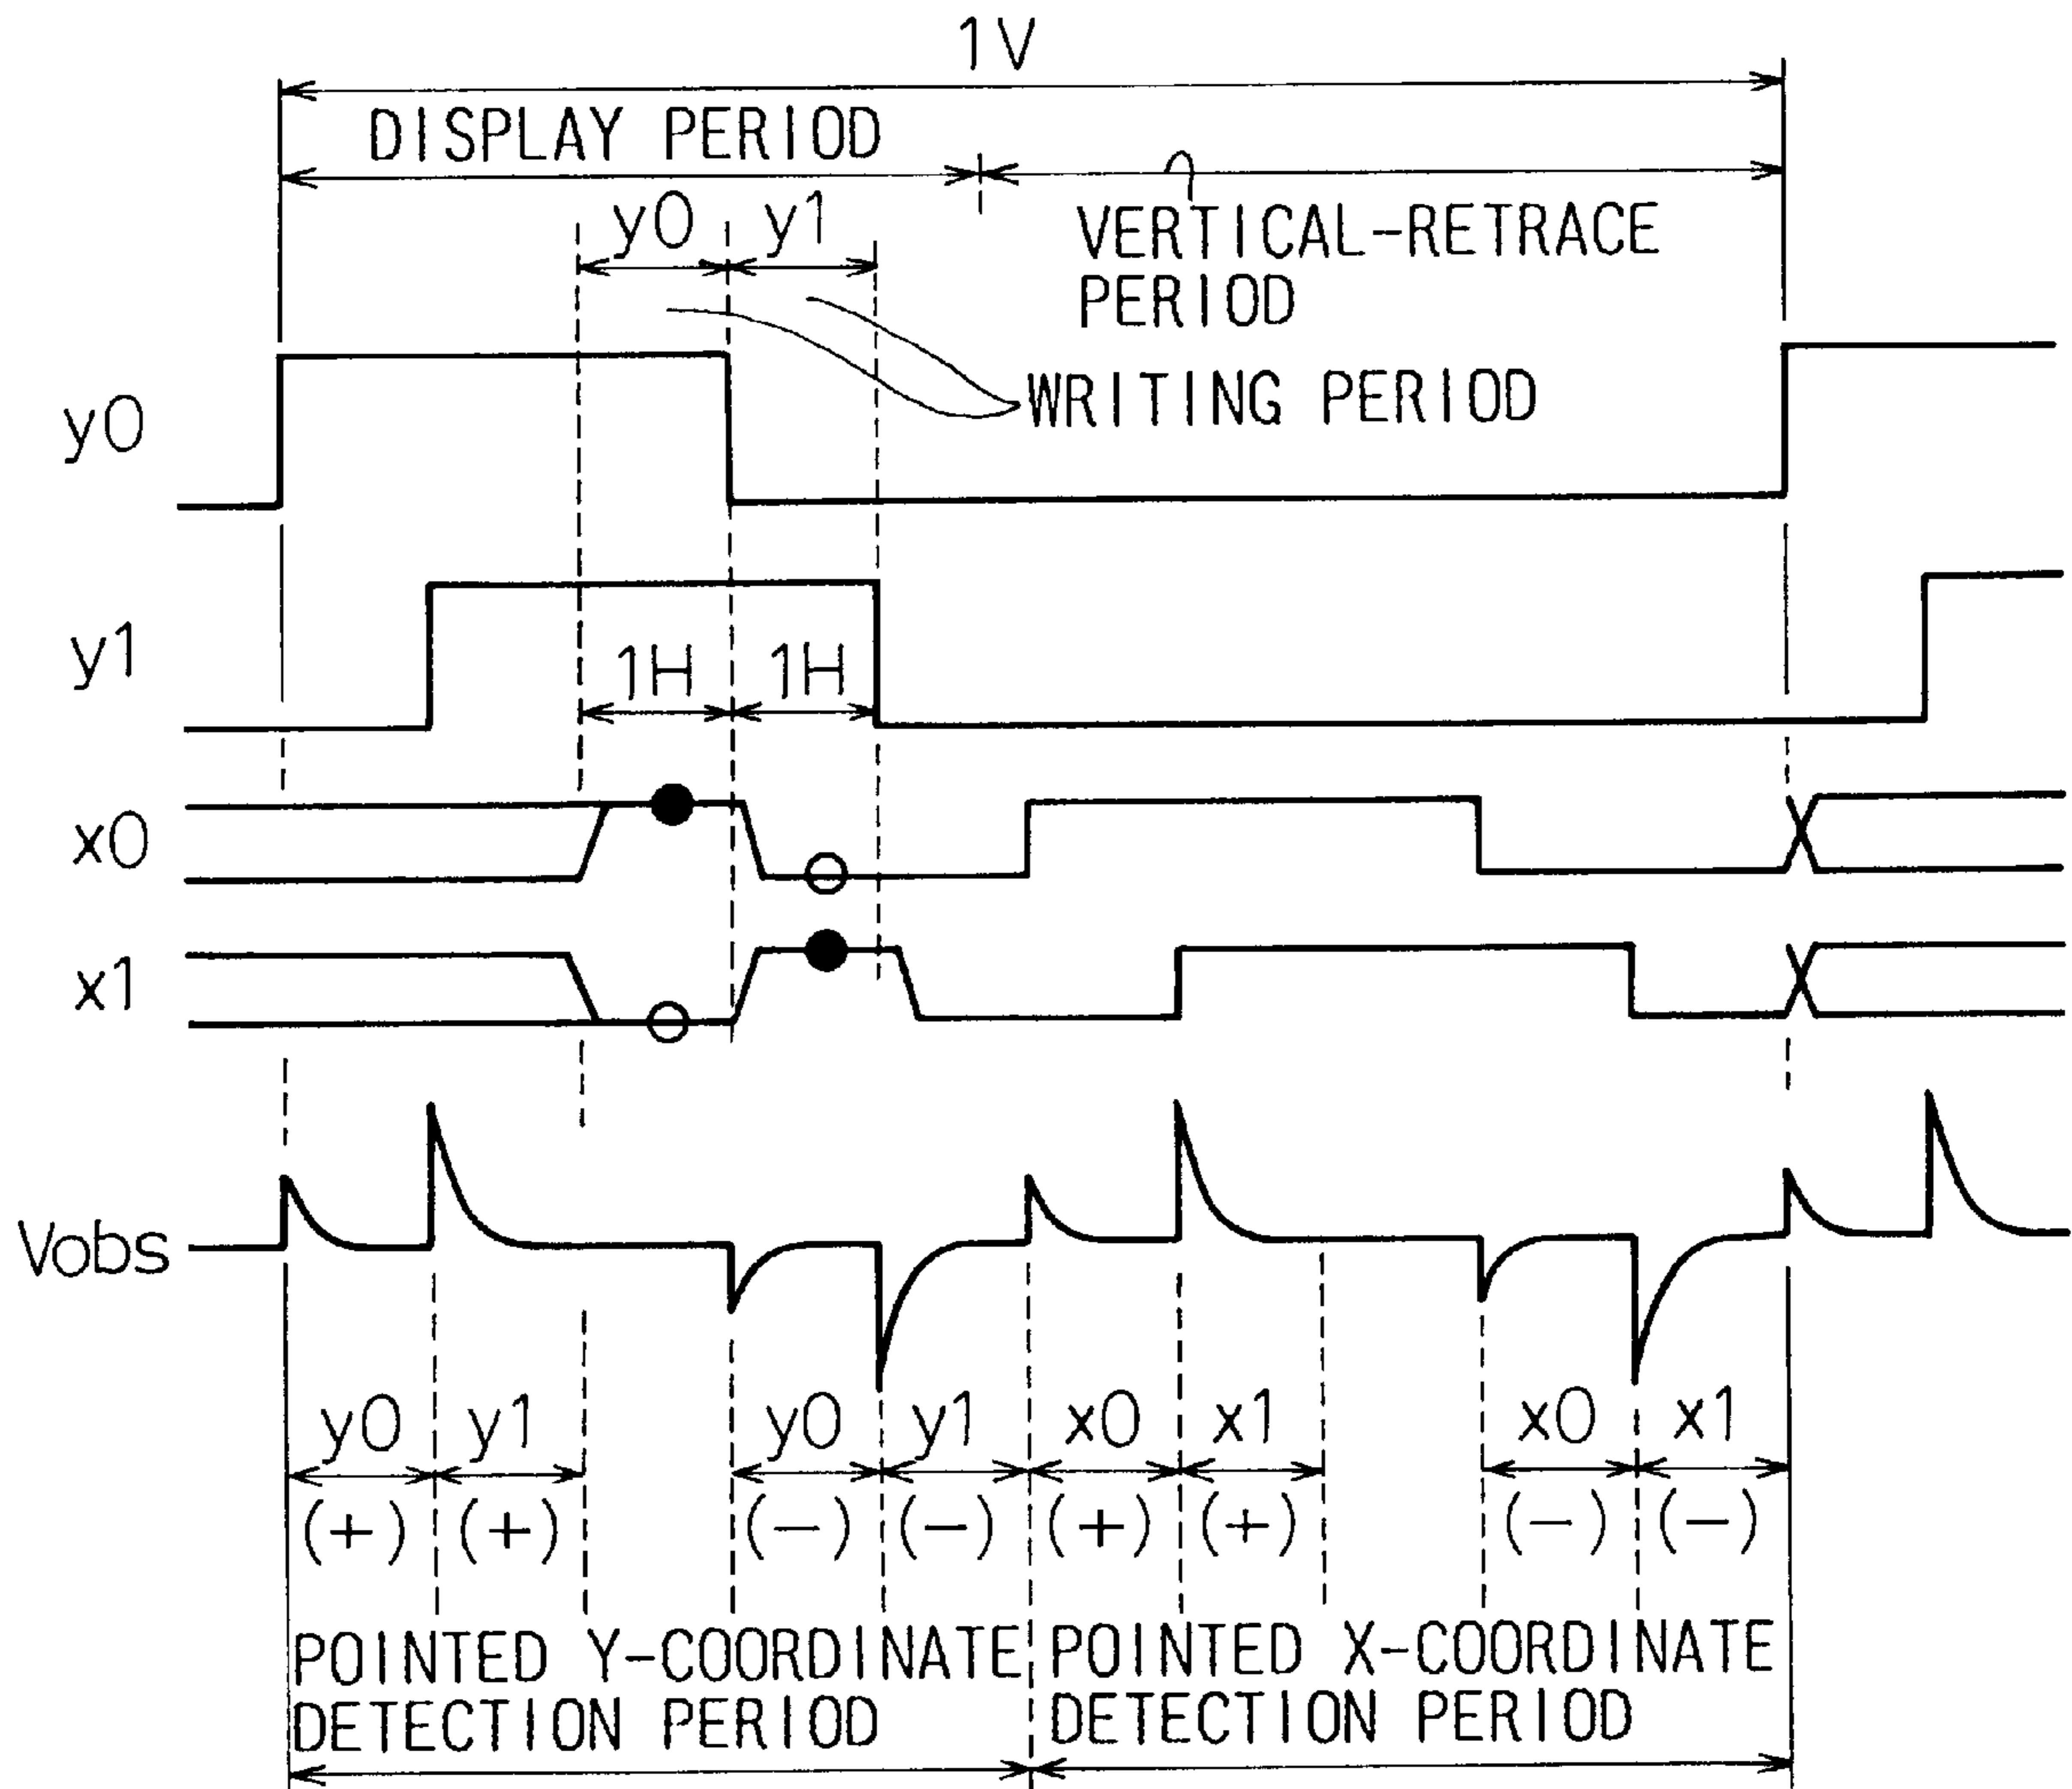 1V
DISPLAY PERIOD
y0 y1
VERTICAL-RETRACE
PERIOD
WRITING PERIOD
y0
y1
1H 1H
x0
x1
Vobs
y0 y1 y0 y1 x0 x1 x0 x1
(+) (+) (-) (-) (+) (+) (-) (-)
POINTED Y-COORDINATE
DETECTION PERIOD
POINTED X-COORDINATE
DETECTION PERIOD